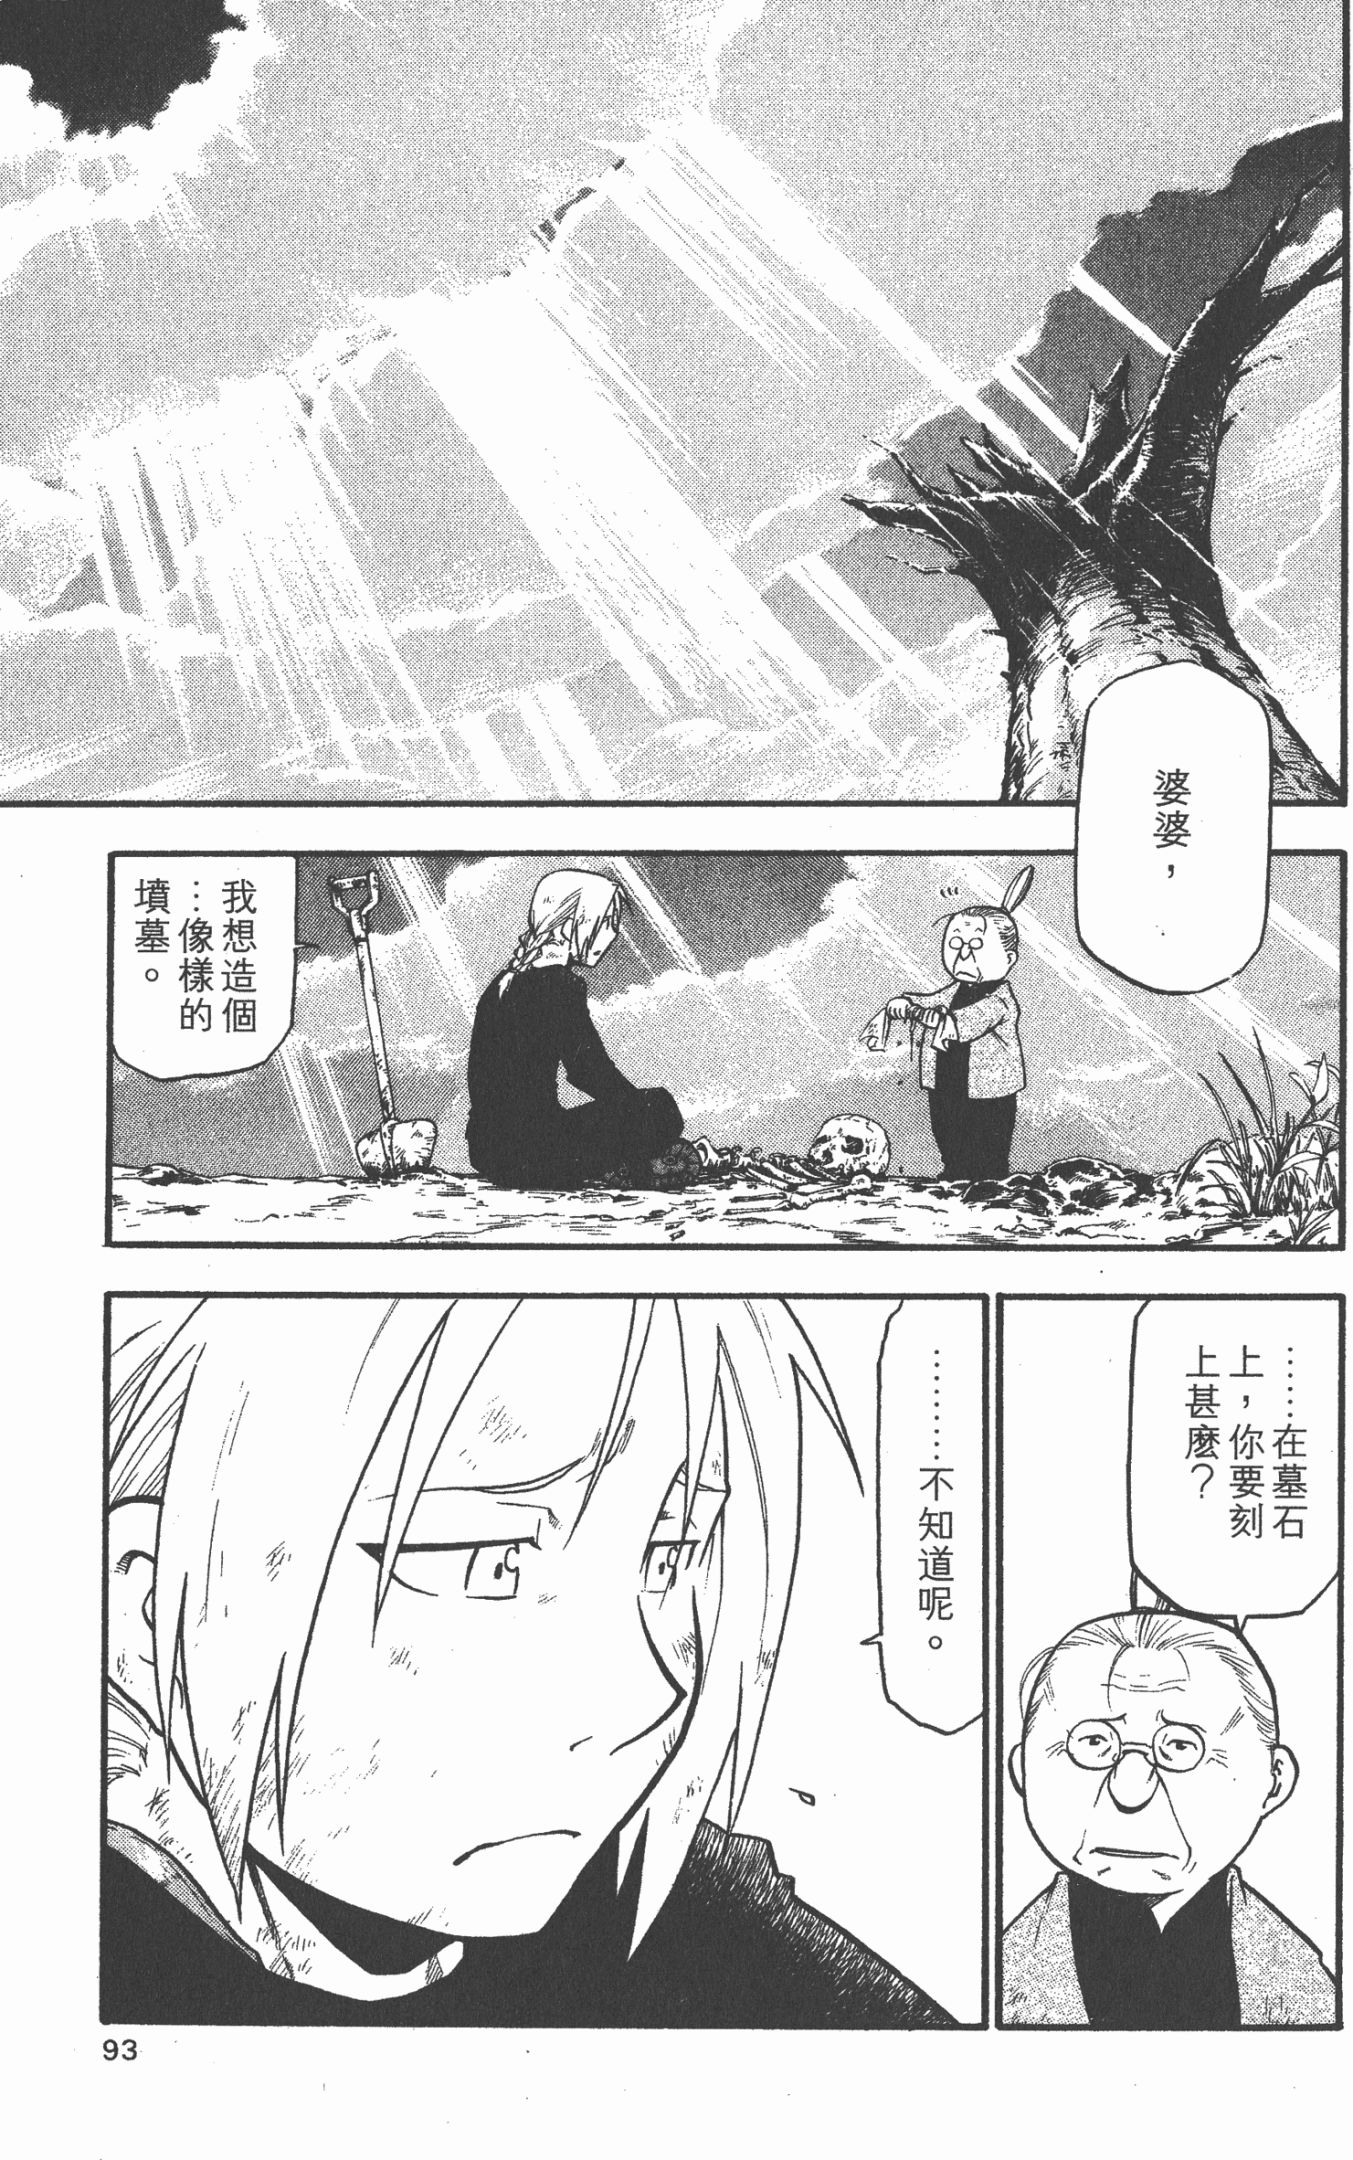 婆婆，
我想造個
…像樣的
墳墓。
……在墓石
上，你要刻
上甚麼？
………不知道呢。
93